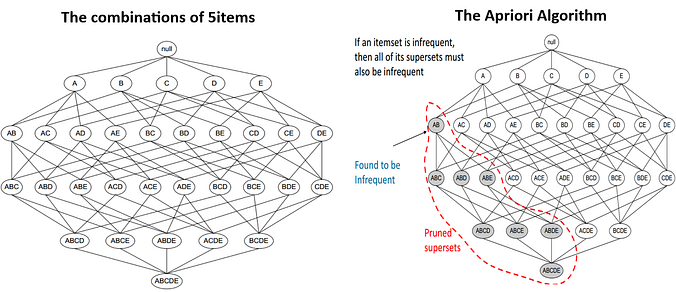 The combinations of 5items
null
A B C D E
AB AC AD AE BC BD BE CD CE DE
ABC ABD ABE ACD ACE ADE BCD BCE BDE CDE
ABCD ABCE ABDE ACDE BCDE
ABCDE
The Apriori Algorithm
If an itemset is infrequent,
then all of its supersets must
also be infrequent
null
A B C D E
AB AC AD AE BC BD BE CD CE DE
Found to be
Infrequent
ABC ABD ABE ACD ACE ADE BCD BCE BDE CDE
Pruned
supersets
ABCD ABCE ABDE ACDE BCDE
ABCDE